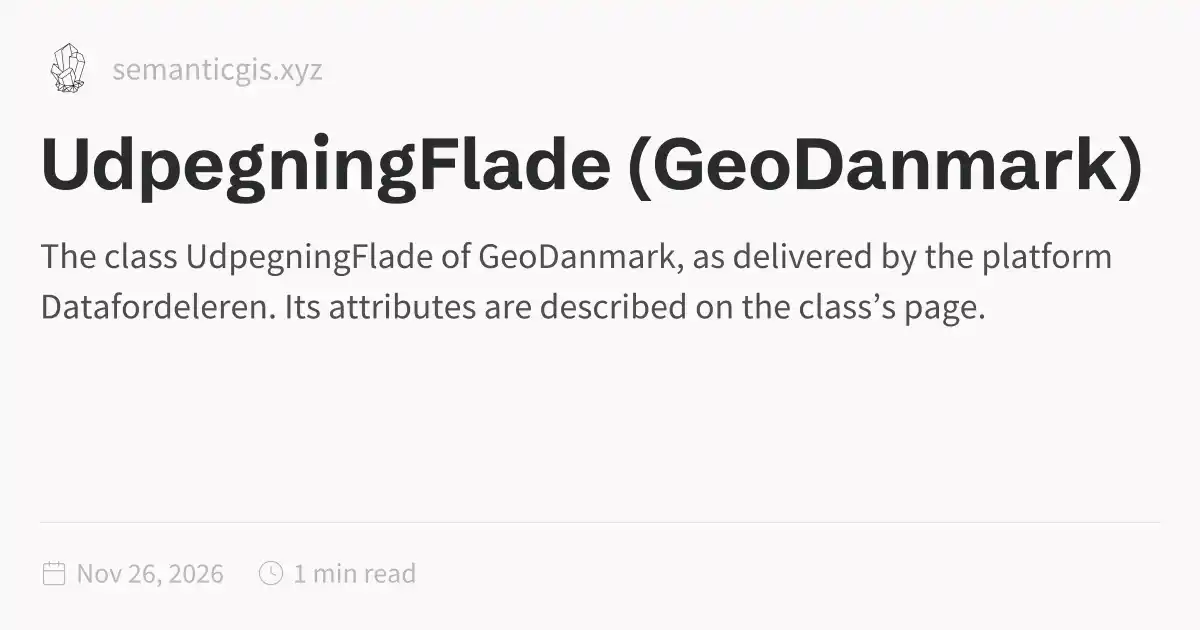 semanticgis.xyz
UdpegningFlade (GeoDanmark)
The class UdpegningFlade of GeoDanmark, as delivered by the platform
Datafordeleren. Its attributes are described on the class’s page.
Nov 26, 2026 1 min read